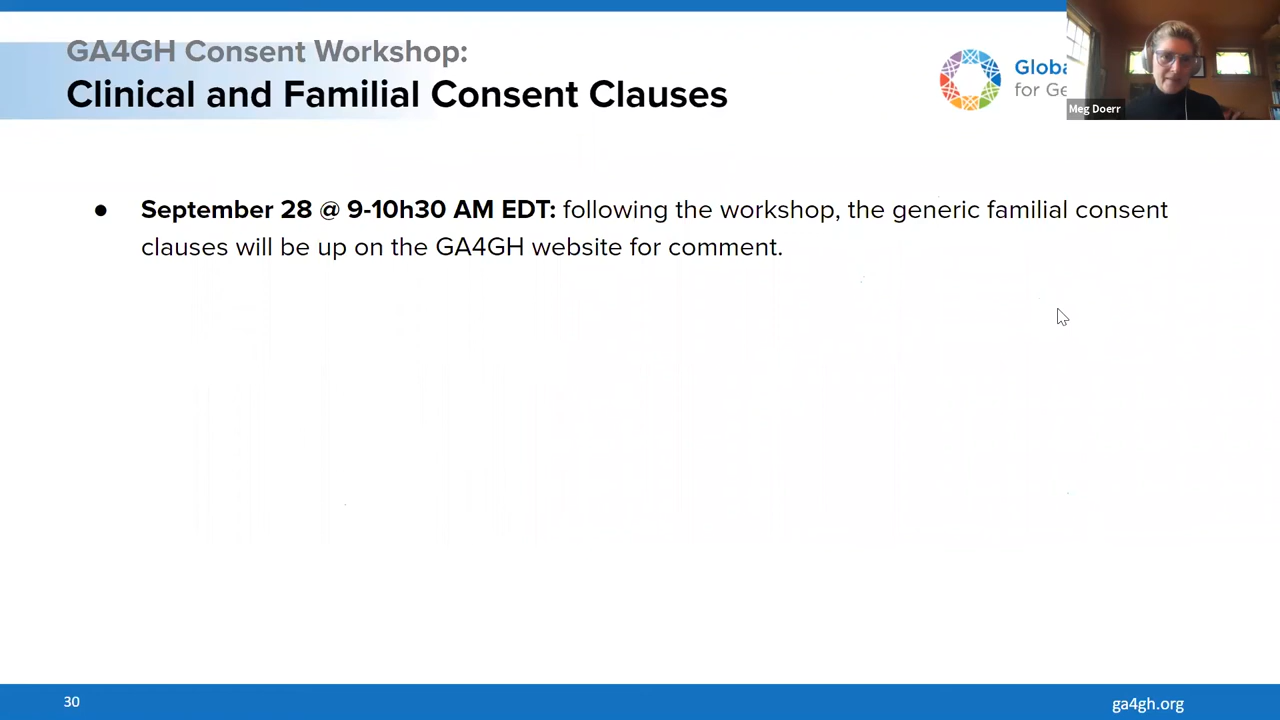 GA4GH Consent Workshop:
Clinical and Familial Consent Clauses
Globa
for Ge
Meg Doerr
● September 28 @ 9-10h30 AM EDT: following the workshop, the generic familial consent
clauses will be up on the GA4GH website for comment.
30
ga4gh.org